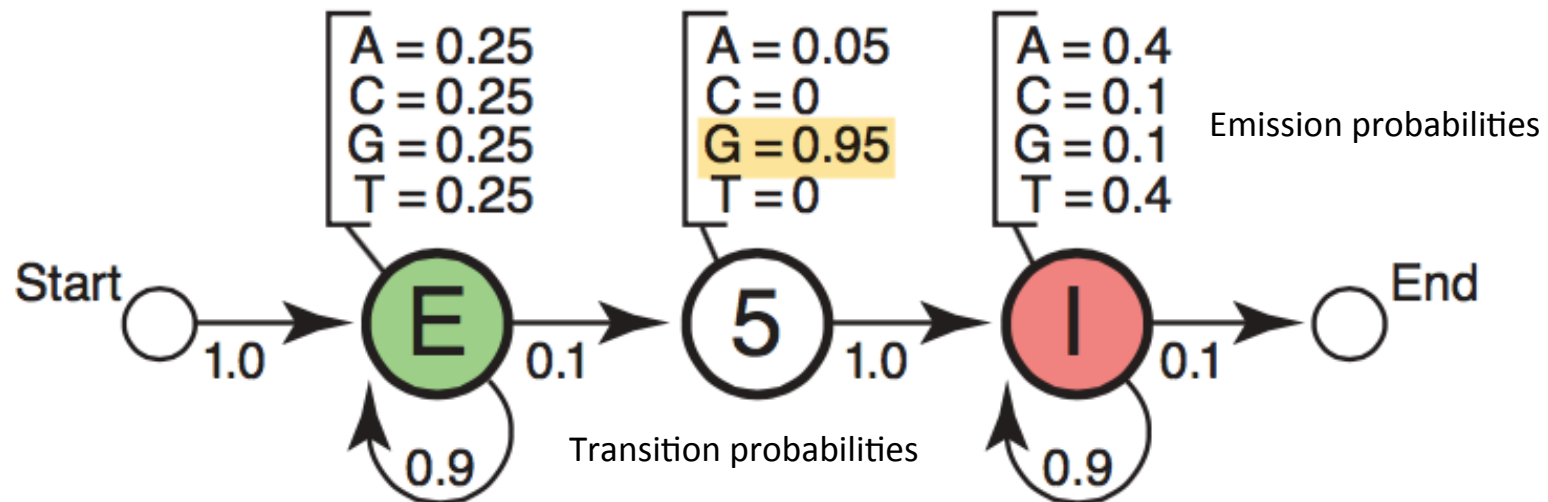 A = 0.25
C = 0.25
G = 0.25
T = 0.25
A = 0.05
C = 0
G = 0.95
T = 0
A = 0.4
C = 0.1
G = 0.1
T = 0.4
Emission probabilities
Start
E
5
I
End
1.0
0.1
1.0
0.1
0.9
Transition probabilities
0.9